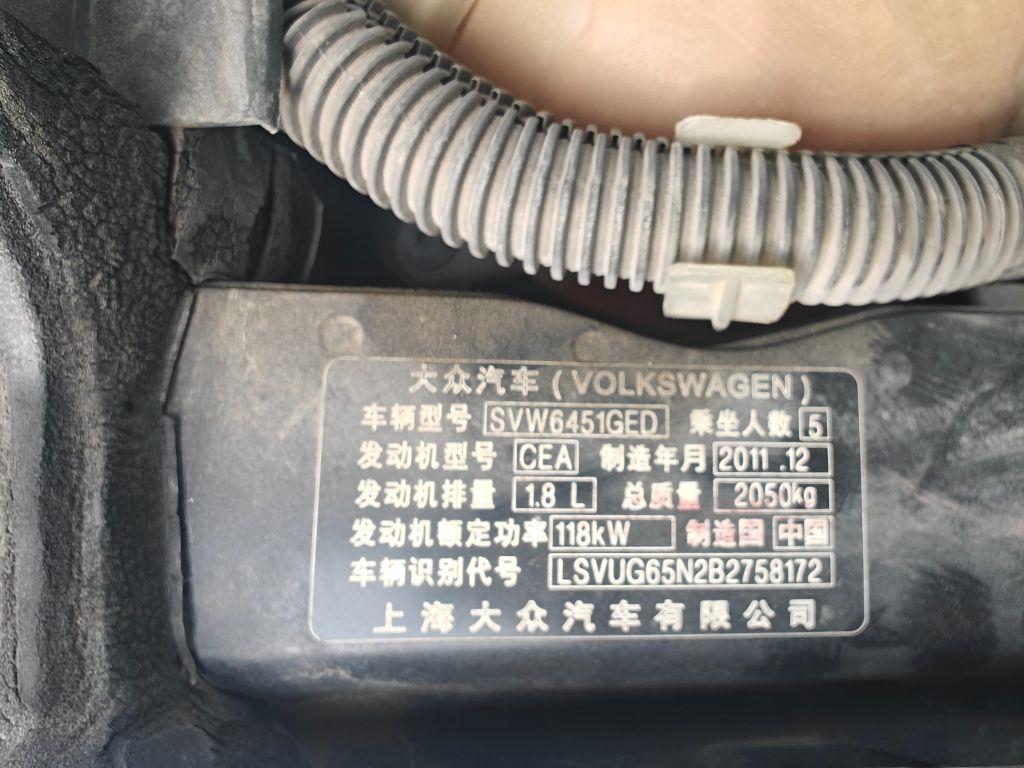 大众汽车(VOLKSWAGEN)
车辆型号 SVW6451GED 乘坐人数 5
发动机型号 CEA 制造年月 2011.12
发动机排量 1.8 L 总质量 2050kg
发动机额定功率 118kW 制造国 中国
车辆识别代号 LSVUG65N2B2758172
上海大众汽车有限公司